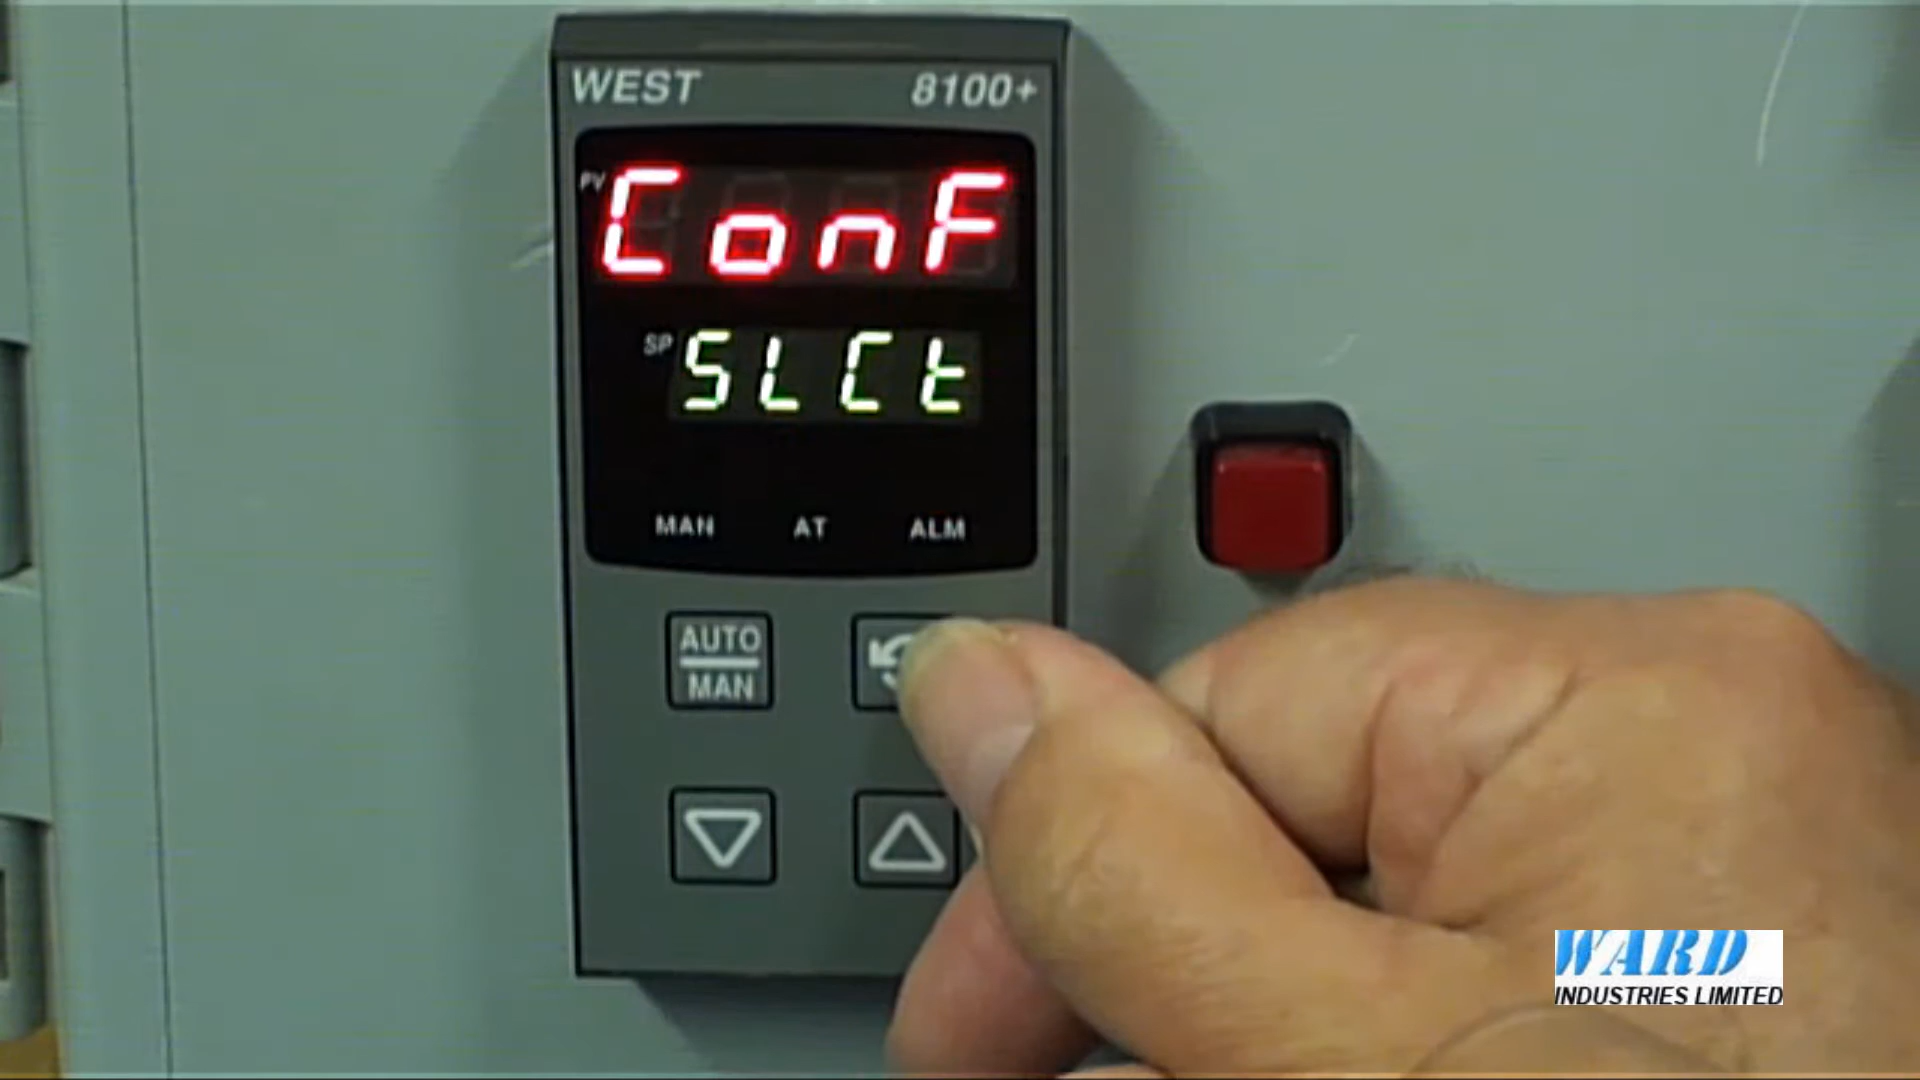 WEST 8100+
PV
ConF
SP
SLCt
MAN AT ALM
AUTO
MAN
WARD
INDUSTRIES LIMITED